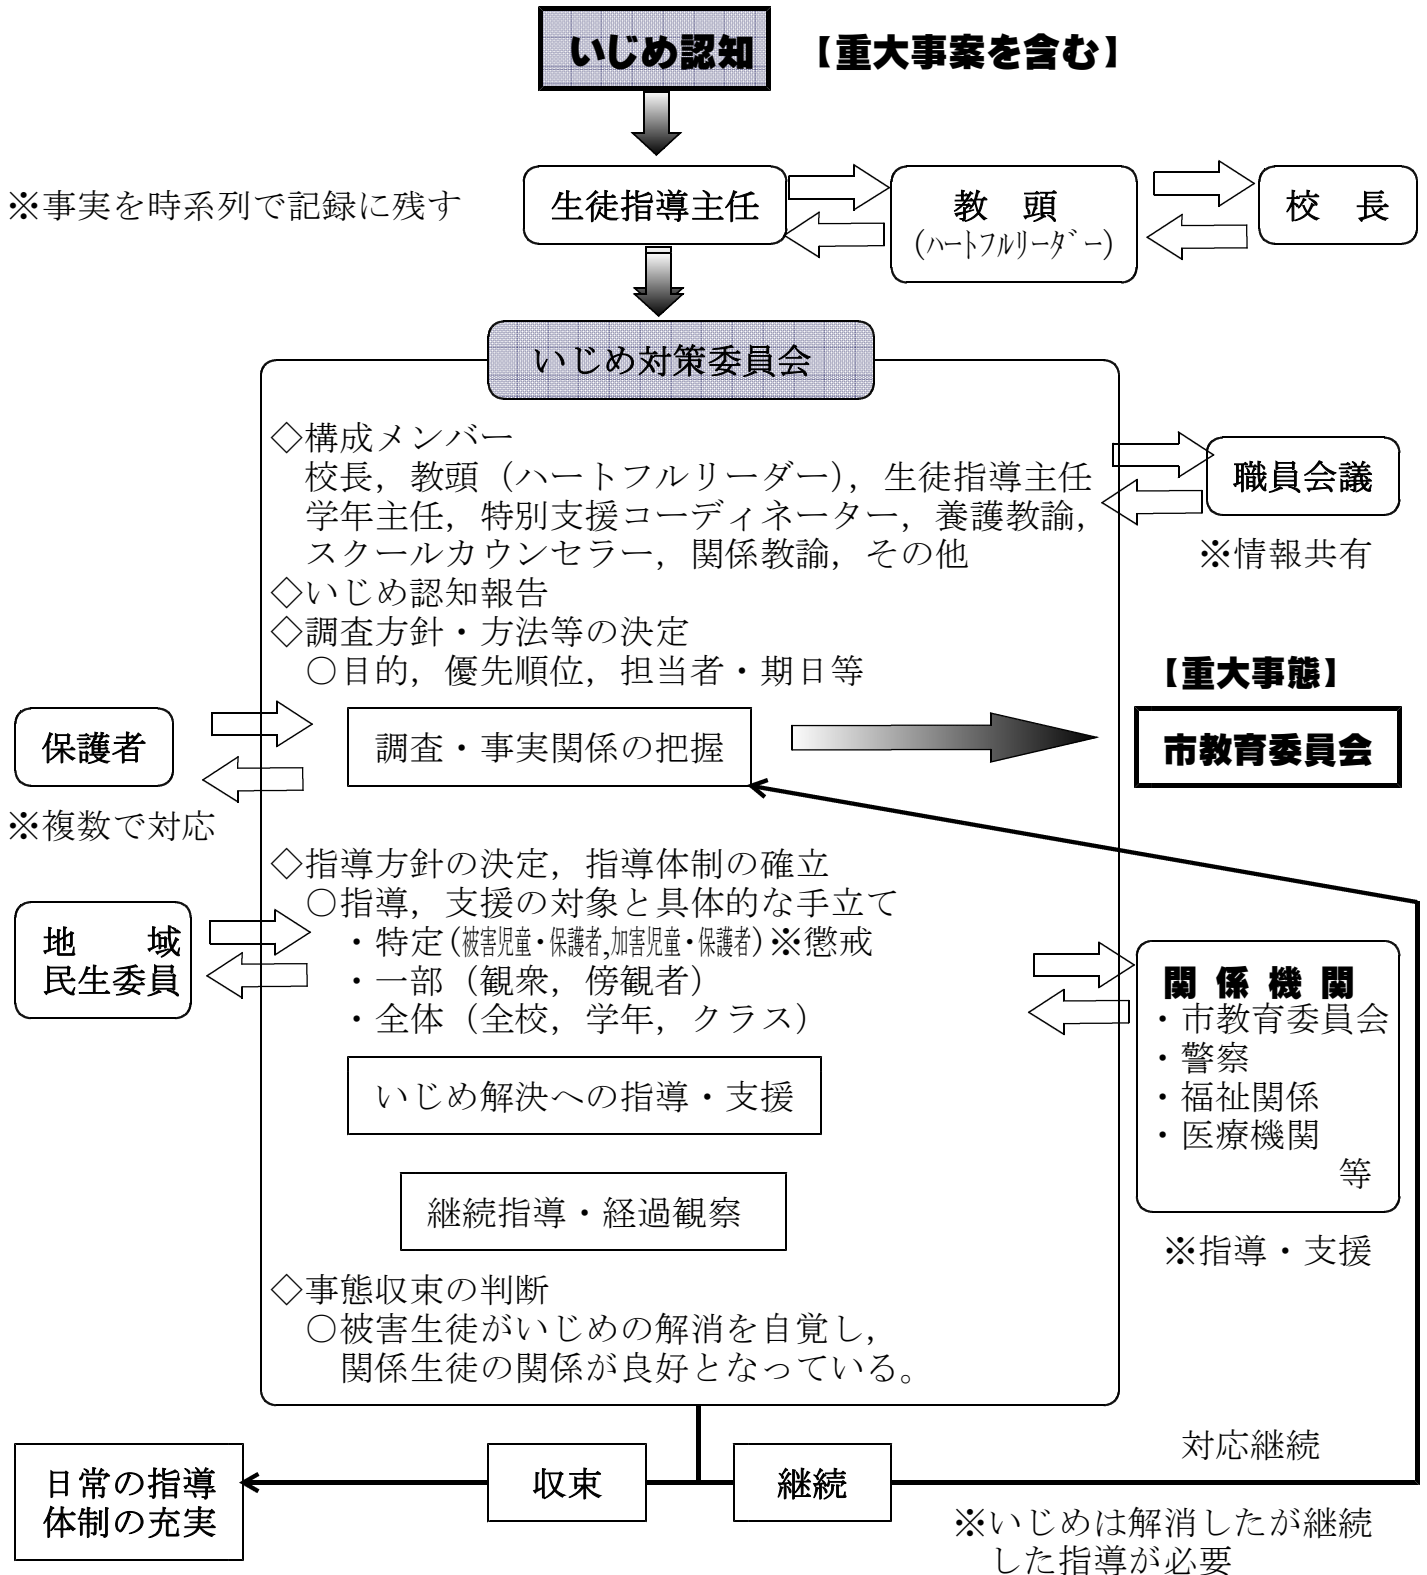 いじめ認知 【重大事案を含む】
※事実を時系列で記録に残す
生徒指導主任
教　頭
(ハートフルリーダー)
校　長
いじめ対策委員会
◇構成メンバー
校長，教頭（ハートフルリーダー），生徒指導主任
学年主任，特別支援コーディネーター，養護教諭，
スクールカウンセラー，関係教諭，その他
◇いじめ認知報告
◇調査方針・方法等の決定
○目的，優先順位，担当者・期日等
職員会議
※情報共有
【重大事態】
保護者
※複数で対応
調査・事実関係の把握
市教育委員会
◇指導方針の決定，指導体制の確立
○指導，支援の対象と具体的な手立て
・特定(被害児童・保護者,加害児童・保護者)※懲戒
・一部（観衆，傍観者）
・全体（全校，学年，クラス）
地　　域
民生委員
関 係 機 関
・市教育委員会
・警察
・福祉関係
・医療機関
等
※指導・支援
いじめ解決への指導・支援
継続指導・経過観察
◇事態収束の判断
○被害生徒がいじめの解消を自覚し，
関係生徒の関係が良好となっている。
対応継続
日常の指導
体制の充実
収束
継続
※いじめは解消したが継続
した指導が必要